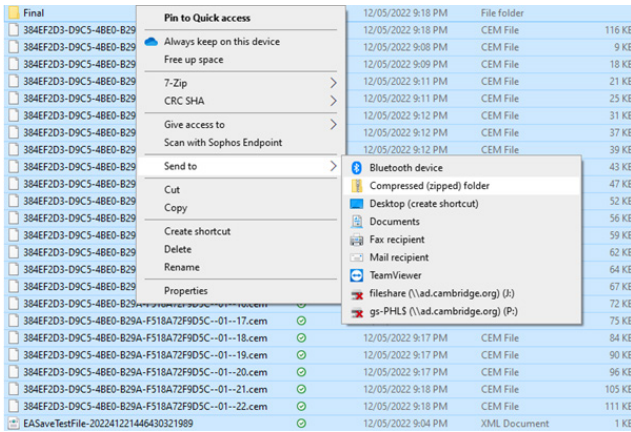 Final 12/05/2022 9:18 PM File folder
Pin to Quick access
384EF2D3-D9C5-4BE0-B29 12/05/2022 9:17 PM CEM File 116 KB
384EF2D3-D9C5-4BE0-B29 Always keep on this device 12/05/2022 9:08 PM CEM File 9 KB
384EF2D3-D9C5-4BE0-B29 Free up space 12/05/2022 9:09 PM CEM File 18 KB
384EF2D3-D9C5-4BE0-B29 7-Zip 12/05/2022 9:11 PM CEM File 21 KB
384EF2D3-D9C5-4BE0-B29 CRC SHA 12/05/2022 9:11 PM CEM File 25 KB
384EF2D3-D9C5-4BE0-B29 12/05/2022 9:12 PM CEM File 31 KB
384EF2D3-D9C5-4BE0-B29 Give access to 12/05/2022 9:12 PM CEM File 37 KB
384EF2D3-D9C5-4BE0-B29 Scan with Sophos Endpoint 12/05/2022 9:12 PM CEM File 39 KB
384EF2D3-D9C5-4BE0-B29 Send to 43 KB
384EF2D3-D9C5-4BE0-B29 Cut Bluetooth device 47 KB
384EF2D3-D9C5-4BE0-B29 Copy Compressed (zipped) folder 52 KB
384EF2D3-D9C5-4BE0-B29 Desktop (create shortcut) 56 KB
384EF2D3-D9C5-4BE0-B29 Create shortcut Documents 59 KB
384EF2D3-D9C5-4BE0-B29 Delete Fax recipient 62 KB
384EF2D3-D9C5-4BE0-B29 Rename Mail recipient 64 KB
384EF2D3-D9C5-4BE0-B29 Properties TeamViewer 67 KB
fileshare (\\ad.cambridge.org) (J:) 72 KB
384EF2D3-D9C5-4BE0-B29A-F518A72F9D5C--01--17.cem gs-PHLS (\\ad.cambridge.org) (P:) 75 KB
384EF2D3-D9C5-4BE0-B29A-F518A72F9D5C--01--18.cem 12/05/2022 9:17 PM CEM File 84 KB
384EF2D3-D9C5-4BE0-B29A-F518A72F9D5C--01--19.cem 12/05/2022 9:17 PM CEM File 90 KB
384EF2D3-D9C5-4BE0-B29A-F518A72F9D5C--01--20.cem 12/05/2022 9:17 PM CEM File 96 KB
384EF2D3-D9C5-4BE0-B29A-F518A72F9D5C--01--21.cem 12/05/2022 9:18 PM CEM File 105 KB
384EF2D3-D9C5-4BE0-B29A-F518A72F9D5C--01--22.cem 12/05/2022 9:18 PM CEM File 111 KB
EASaveTestFile-202241221446430321989 12/05/2022 9:04 PM XML Document 1 KB